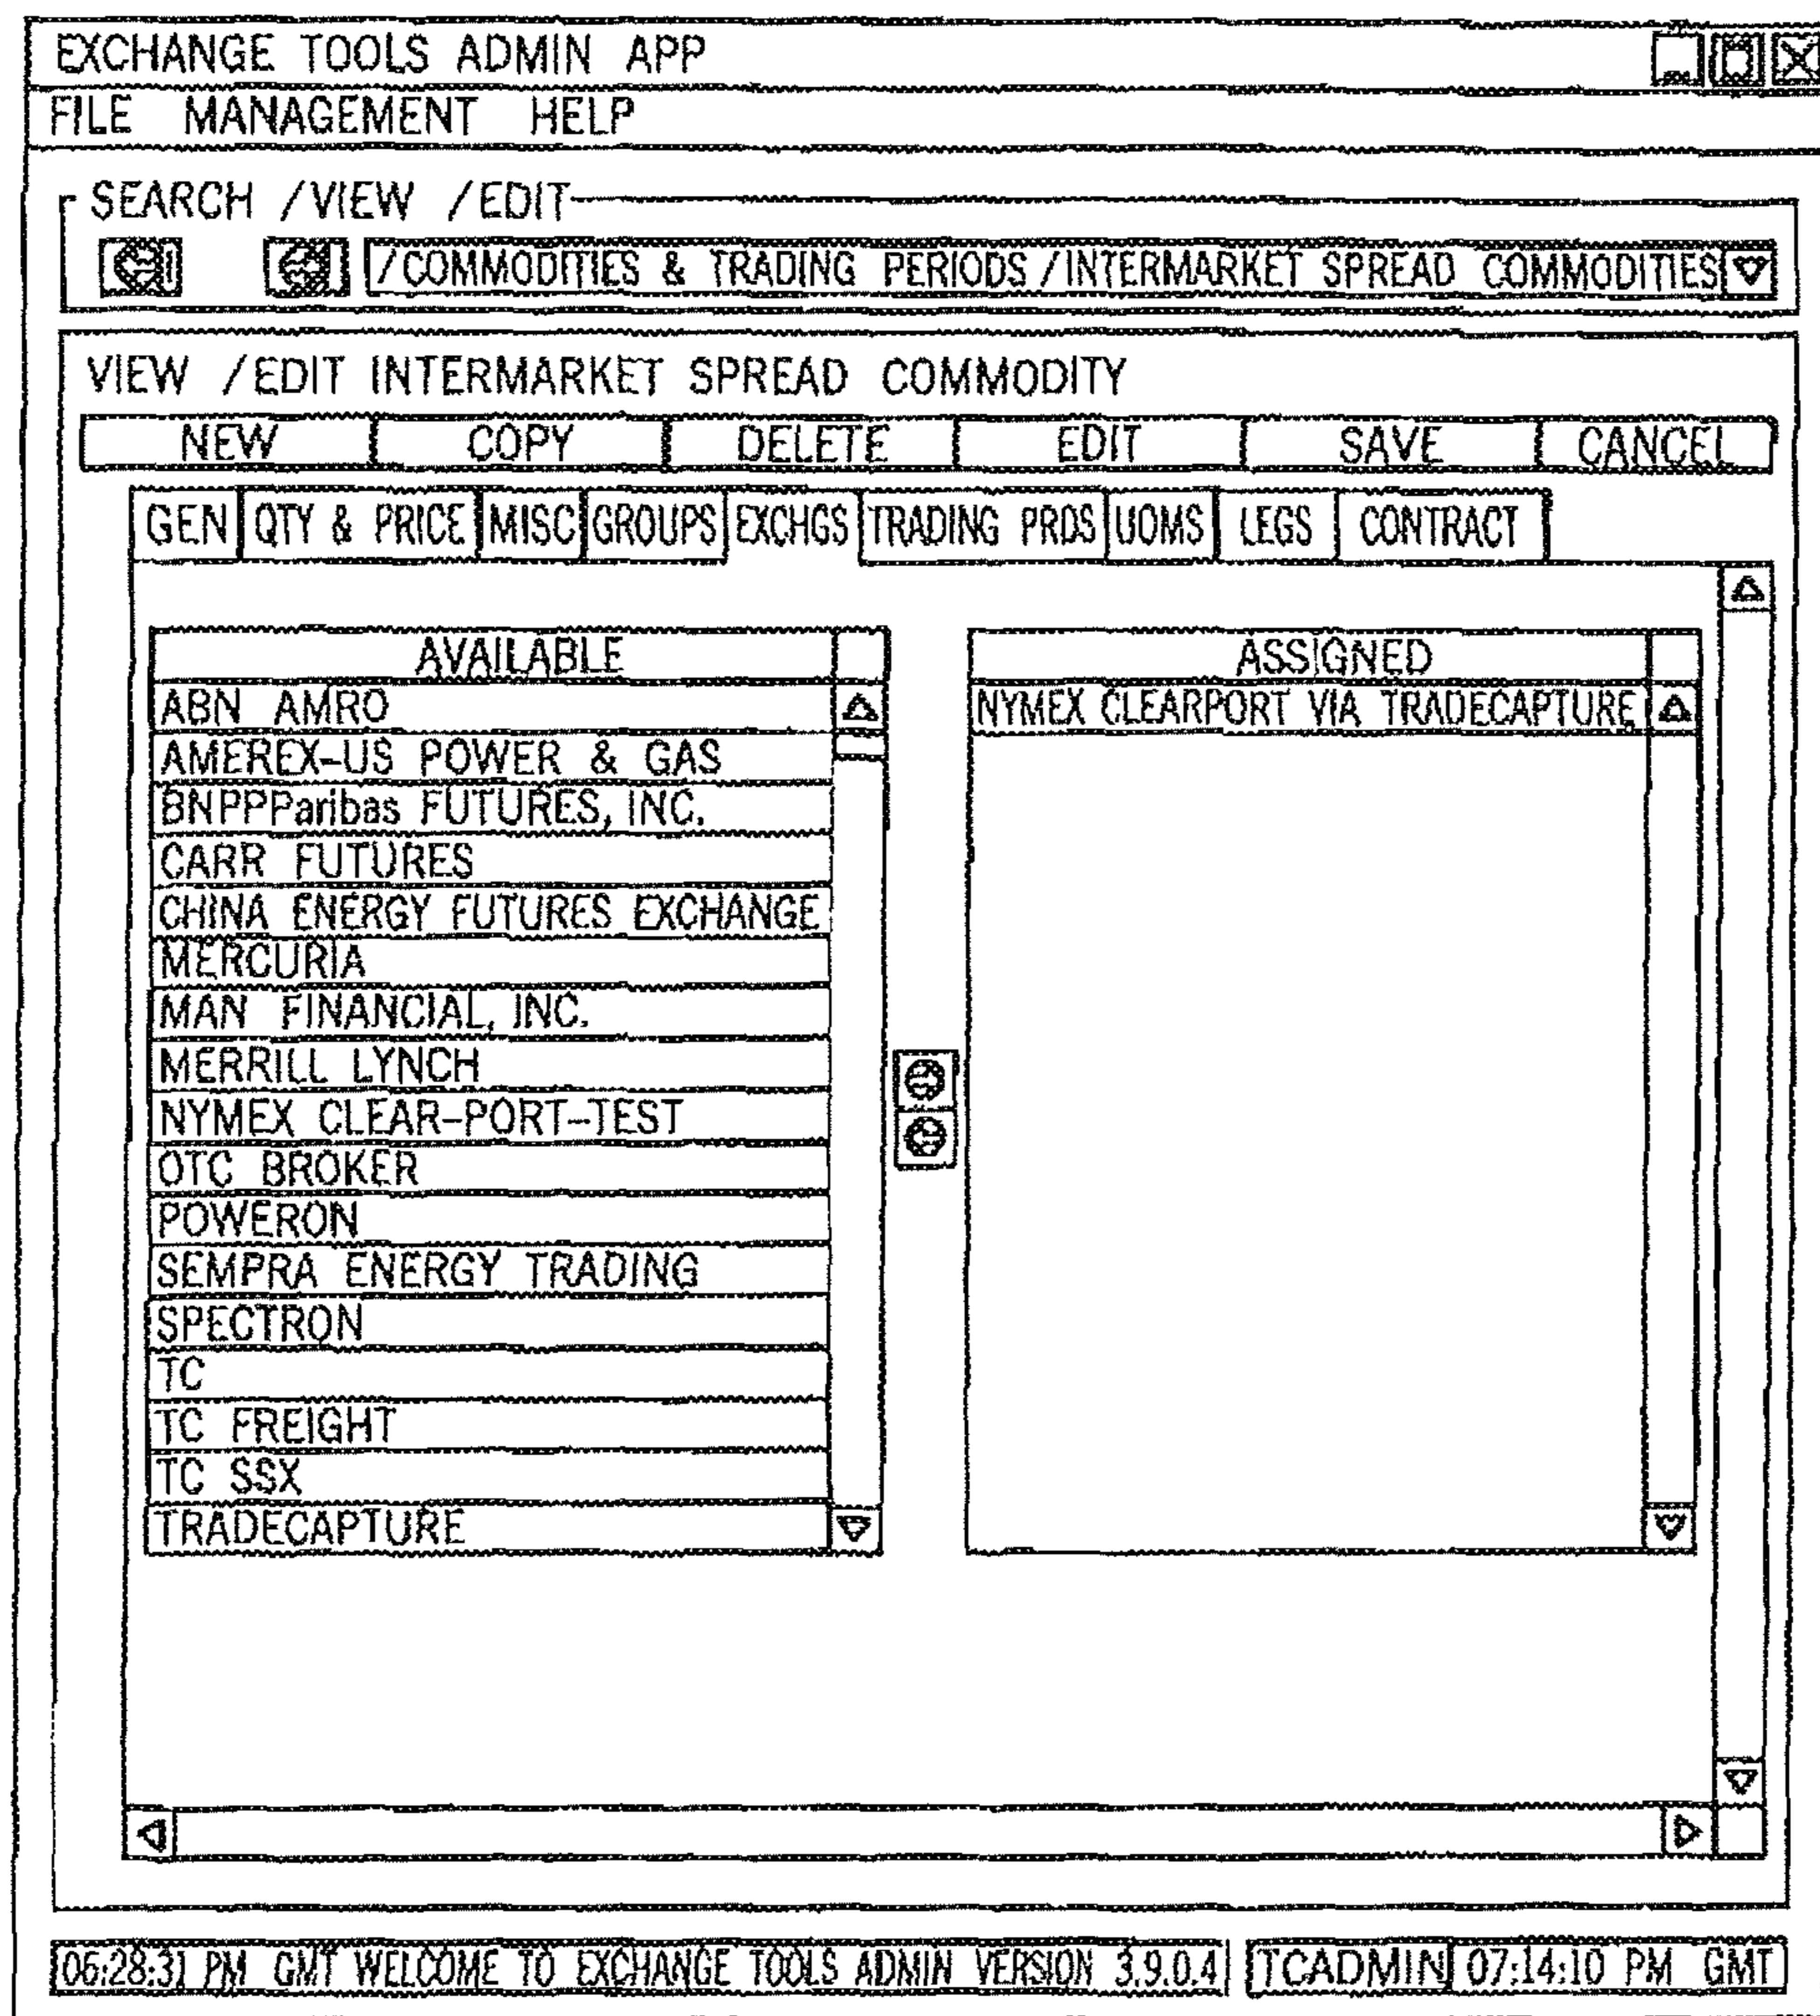 EXCHANGE TOOLS ADMIN APP
FILE MANAGEMENT HELP
SEARCH /VIEW /EDIT
/COMMODITIES & TRADING PERIODS /INTERMARKET SPREAD COMMODITIES
VIEW /EDIT INTERMARKET SPREAD COMMODITY
NEW COPY DELETE EDIT SAVE CANCEL
GEN QTY & PRICE MISC GROUPS EXCHGS TRADING PRDS UOMS LEGS CONTRACT
AVAILABLE ASSIGNED
ABN AMRO NYMEX CLEARPORT VIA TRADECAPTURE
AMEREX-US POWER & GAS
BNPPParibas FUTURES, INC.
CARR FUTURES
CHINA ENERGY FUTURES EXCHANGE
MERCURIA
MAN FINANCIAL, INC.
MERRILL LYNCH
NYMEX CLEAR-PORT-TEST
OTC BROKER
POWERON
SEMPRA ENERGY TRADING
SPECTRON
TC
TC FREIGHT
TC SSX
TRADECAPTURE
06:28:31 PM GMT WELCOME TO EXCHANGE TOOLS ADMIN VERSION 3.9.0.4 TCADMIN 07:14:10 PM GMT